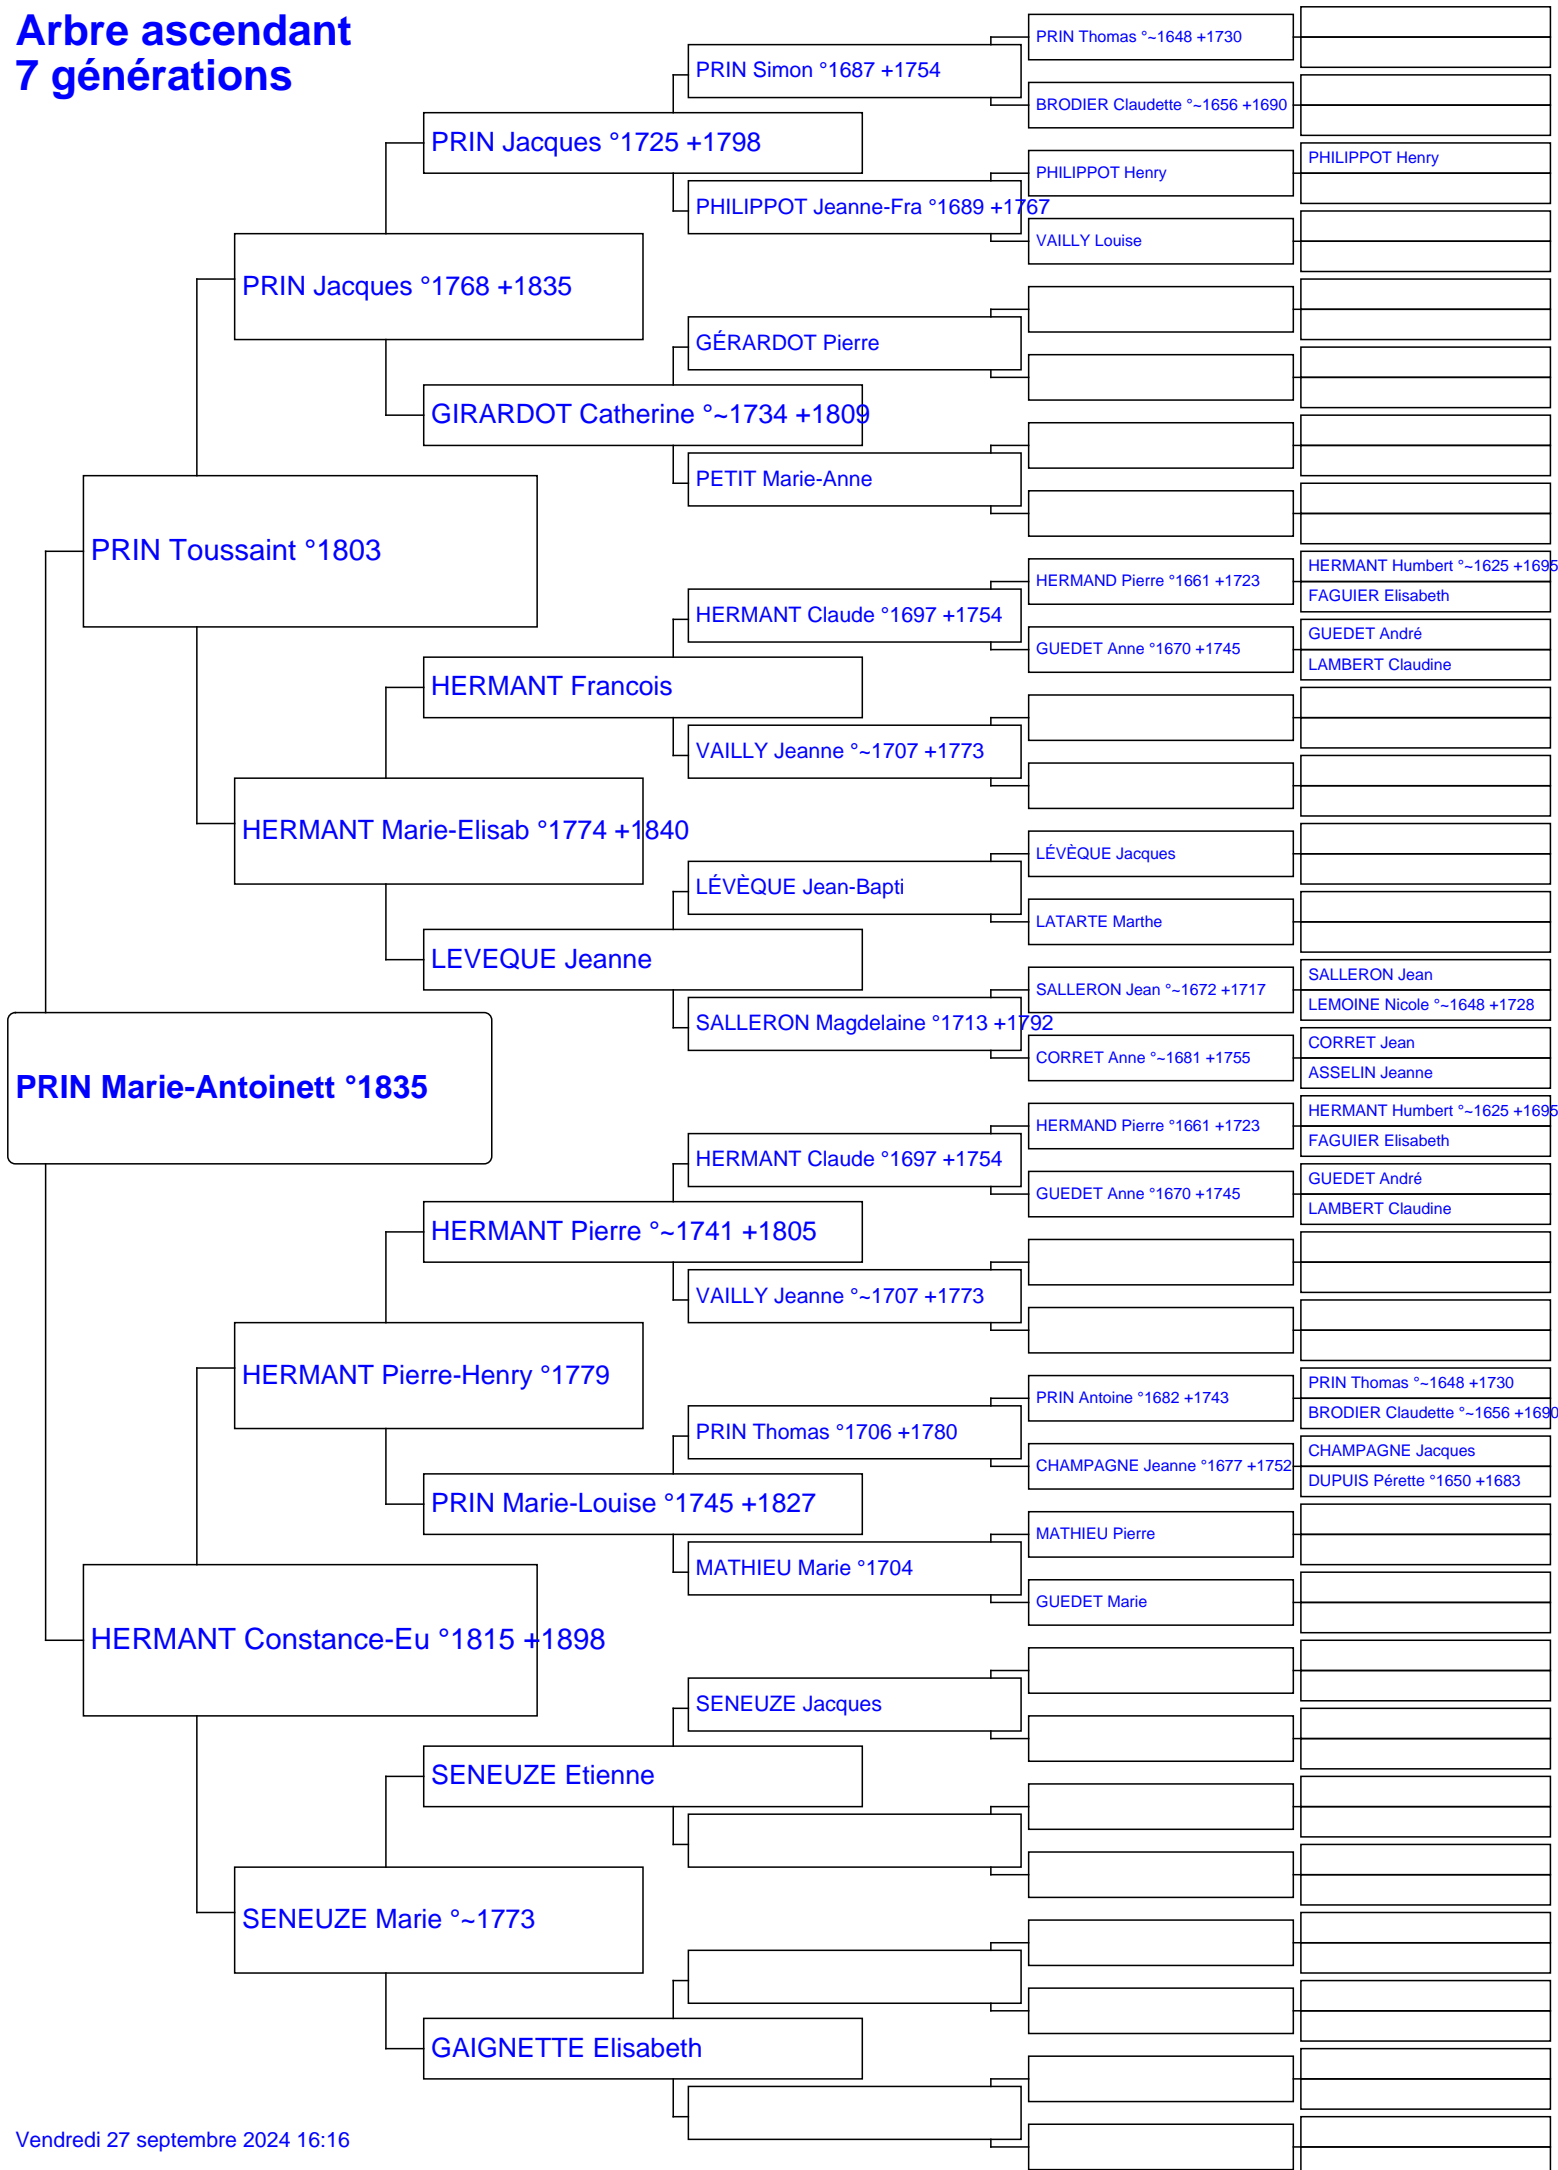 Arbre ascendant
7 générations
PRIN Marie-Antoinett °1835
PRIN Toussaint °1803
HERMANT Constance-Eu °1815 +1898
PRIN Jacques °1768 +1835
HERMANT Marie-Elisab °1774 +1840
HERMANT Pierre-Henry °1779
SENEUZE Marie °~1773
PRIN Jacques °1725 +1798
GIRARDOT Catherine °~1734 +1809
HERMANT Francois
LEVEQUE Jeanne
HERMANT Pierre °~1741 +1805
PRIN Marie-Louise °1745 +1827
SENEUZE Etienne
GAIGNETTE Elisabeth
PRIN Simon °1687 +1754
PHILIPPOT Jeanne-Fra °1689 +1767
GÉRARDOT Pierre
PETIT Marie-Anne
HERMANT Claude °1697 +1754
VAILLY Jeanne °~1707 +1773
LÉVÈQUE Jean-Bapti
SALLERON Magdelaine °1713 +1792
HERMANT Claude °1697 +1754
VAILLY Jeanne °~1707 +1773
PRIN Thomas °1706 +1780
MATHIEU Marie °1704
SENEUZE Jacques
PRIN Thomas °~1648 +1730
BRODIER Claudette °~1656 +1690
PHILIPPOT Henry
VAILLY Louise
HERMAND Pierre °1661 +1723
GUEDET Anne °1670 +1745
LÉVÈQUE Jacques
LATARTE Marthe
SALLERON Jean °~1672 +1717
CORRET Anne °~1681 +1755
HERMAND Pierre °1661 +1723
GUEDET Anne °1670 +1745
PRIN Antoine °1682 +1743
CHAMPAGNE Jeanne °1677 +1752
MATHIEU Pierre
GUEDET Marie
PHILIPPOT Henry
HERMANT Humbert °~1625 +1695
FAGUIER Elisabeth
GUEDET André
LAMBERT Claudine
SALLERON Jean
LEMOINE Nicole °~1648 +1728
CORRET Jean
ASSELIN Jeanne
HERMANT Humbert °~1625 +1695
FAGUIER Elisabeth
GUEDET André
LAMBERT Claudine
PRIN Thomas °~1648 +1730
BRODIER Claudette °~1656 +1690
CHAMPAGNE Jacques
DUPUIS Pérette °1650 +1683
Vendredi 27 septembre 2024 16:16